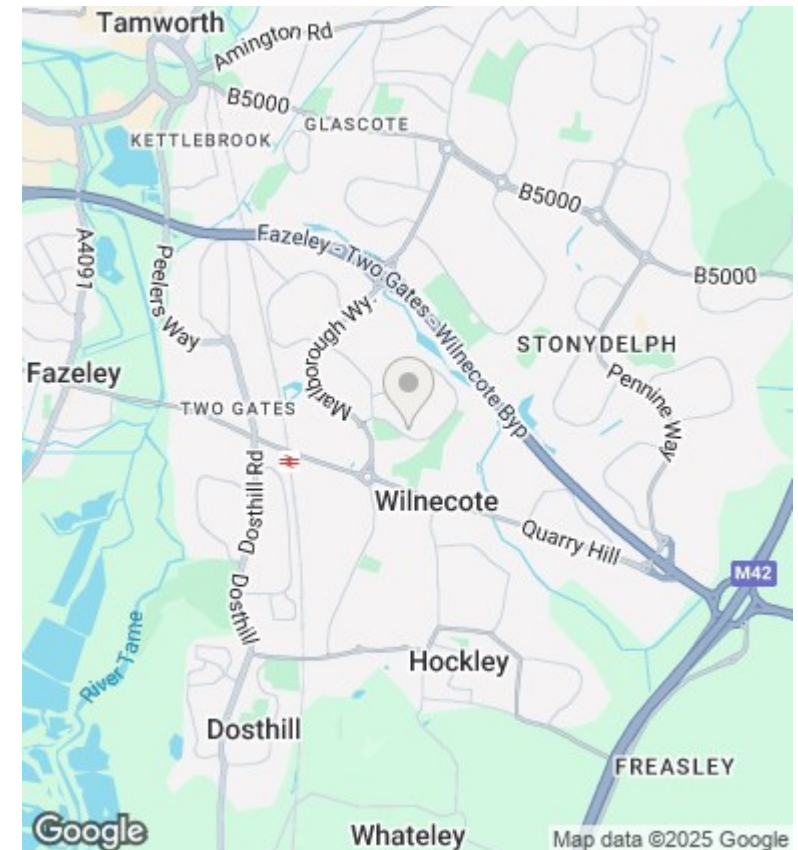 Tamworth
Amington Rd
B5000
KETTLEBROOK
GLASCOTE
B5000
A4091
Peelers Way
Fazeley - Two Gates - Wilnecote Byp
B5000
Marlborough Wy.
STONYDELPH
Fazeley
TWO GATES
Pennine Way
Dosthill Rd
Wilnecote
Quarry Hill
M42
Dosthill
River Tame
Hockley
Dosthill
FREASLEY
Google
Whateley
Map data ©2025 Google